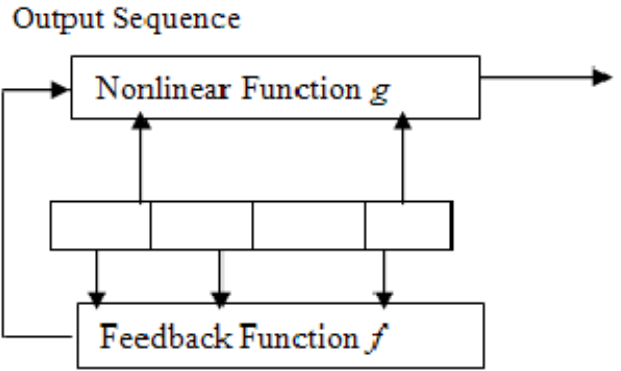 Output Sequence
Nonlinear Function g
Feedback Function f